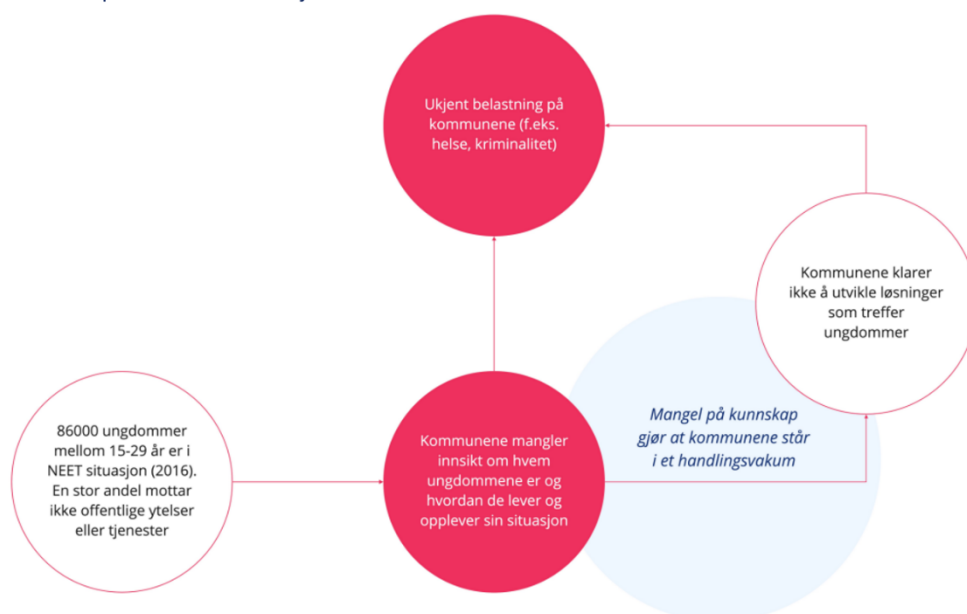 Ukjent belastning på
kommunene (f.eks.
helse, kriminalitet)
Kommunene klarer
ikke å utvikle løsninger
som treffer
ungdommer
Mangel på kunnskap
gjør at kommunene står
i et handlingsvakum
86000 ungdommer
mellom 15-29 år er i
NEET situasjon (2016).
En stor andel mottar
ikke offentlige ytelser
eller tjenester
Kommunene mangler
innsikt om hvem
ungdommene er og
hvordan de lever og
opplever sin situasjon